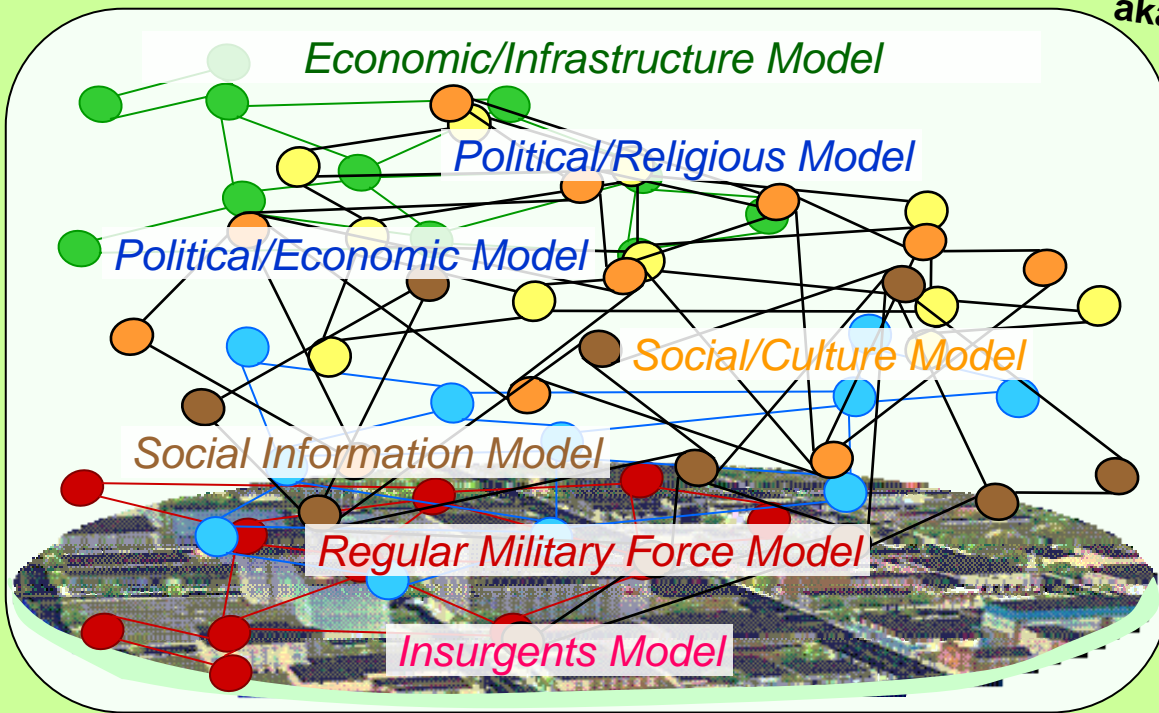 Economic/Infrastructure Model
Political/Religious Model
Political/Economic Model
Social/Culture Model
Social Information Model
Regular Military Force Model
Insurgents Model